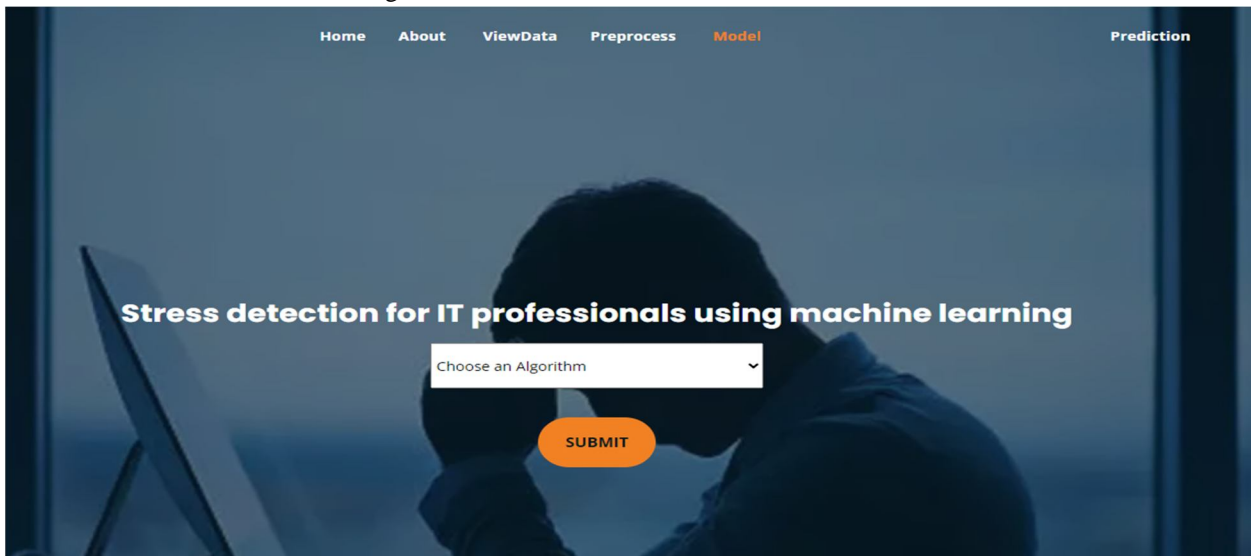 Home About ViewData Preprocess Model Prediction
Stress detection for IT professionals using machine learning
Choose an Algorithm
SUBMIT